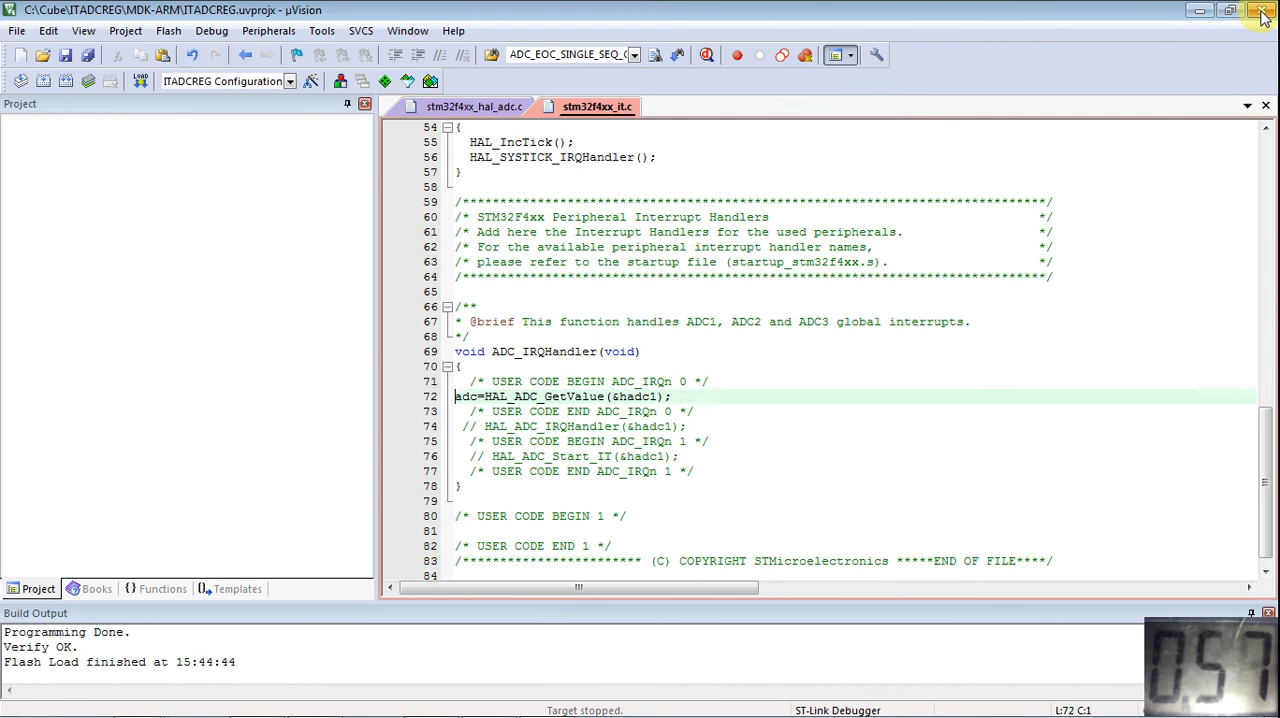 C:\Cube\ITADCREG\MDK-ARM\ITADCREG.uvprojx - µVision
File Edit View Project Flash Debug Peripherals Tools SVCS Window Help
ADC_EOC_SINGLE_SEQ_
LOAD ITADCREG Configuration
Project
stm32f4xx_hal_adc.c stm32f4xx_it.c
54 {
55 HAL_IncTick();
56 HAL_SYSTICK_IRQHandler();
57 }
58
59 /******************************************************************************/
60 /* STM32F4xx Peripheral Interrupt Handlers */
61 /* Add here the Interrupt Handlers for the used peripherals. */
62 /* For the available peripheral interrupt handler names, */
63 /* please refer to the startup file (startup_stm32f4xx.s). */
64 /******************************************************************************/
65
66 /**
67 * @brief This function handles ADC1, ADC2 and ADC3 global interrupts.
68 */
69 void ADC_IRQHandler(void)
70 {
71 /* USER CODE BEGIN ADC_IRQn 0 */
72 adc=HAL_ADC_GetValue(&hadc1);
73 /* USER CODE END ADC_IRQn 0 */
74 // HAL_ADC_IRQHandler(&hadc1);
75 /* USER CODE BEGIN ADC_IRQn 1 */
76 // HAL_ADC_Start_IT(&hadc1);
77 /* USER CODE END ADC_IRQn 1 */
78 }
79
80 /* USER CODE BEGIN 1 */
81
82 /* USER CODE END 1 */
83 /************************ (C) COPYRIGHT STMicroelectronics *****END OF FILE****/
84
Project Books {} Functions Templates
Build Output
Programming Done.
Verify OK.
Flash Load finished at 15:44:44
0.57
Target stopped. ST-Link Debugger L:72 C:1